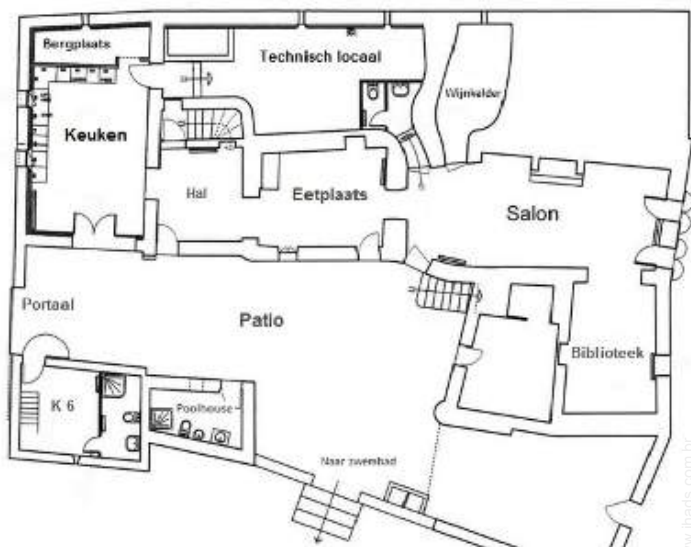 Bergplaats
Technisch locaal
Wijnkelder
Keuken
Hal
Eetplaats
Salon
Portaal
Patio
Biblioteek
K 6
Poolhouse
Naar zwembad